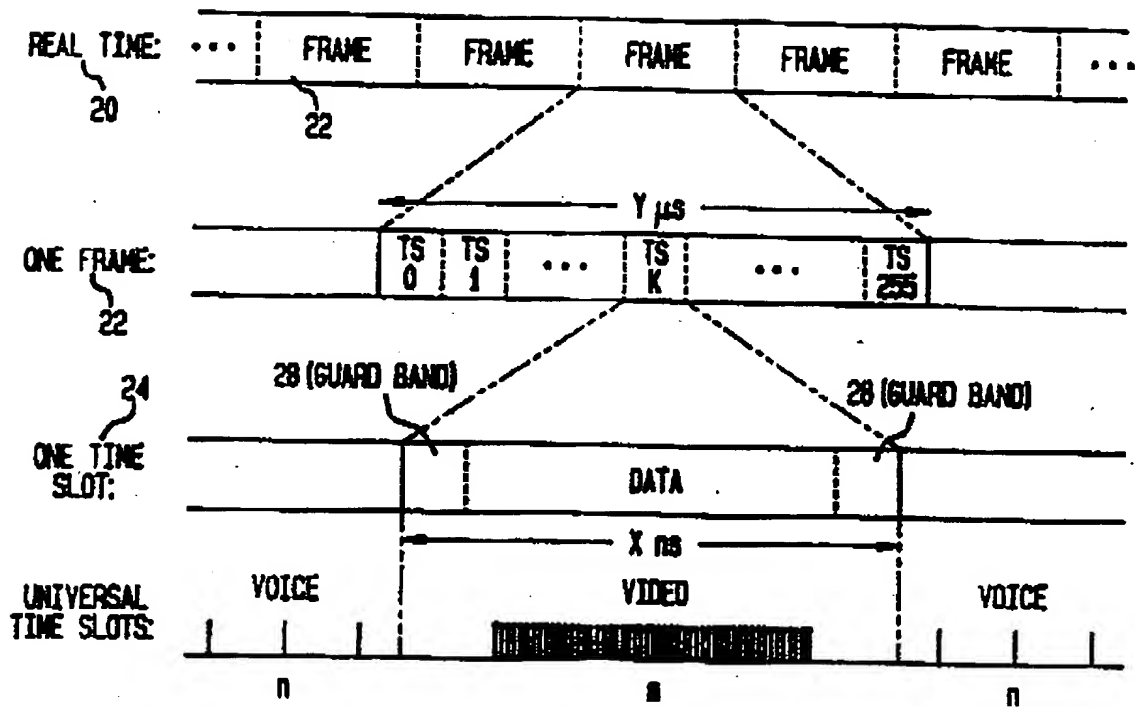 REAL TIME: ••• FRAME FRAME FRAME FRAME FRAME •••
20
22
Y μs
ONE FRAME: TS 0 TS 1 ••• TS K ••• TS 255
22
24
28 (GUARD BAND)
28 (GUARD BAND)
ONE TIME SLOT:
DATA
X ns
UNIVERSAL TIME SLOTS:
VOICE VIDEO VOICE
n m n